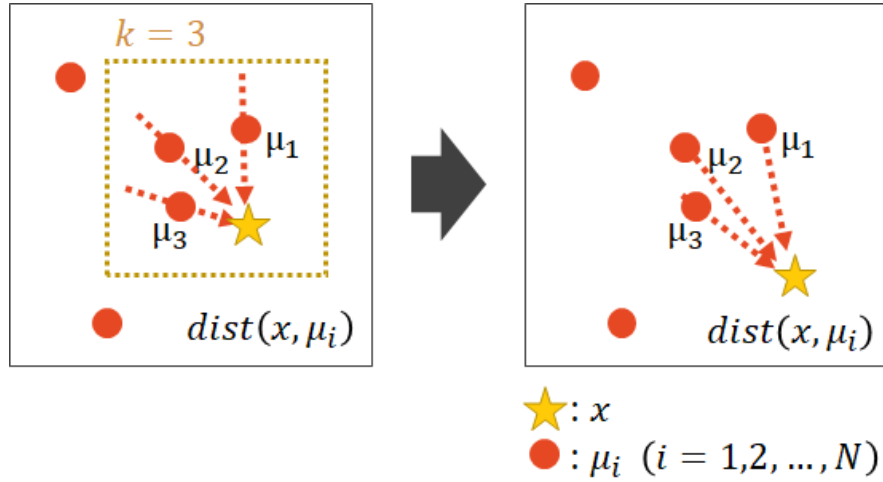 k = 3
μ₁
μ₂
μ₃
dist(x, μᵢ)
μ₁
μ₂
μ₃
dist(x, μᵢ)
: x
: μᵢ (i = 1,2, ..., N)